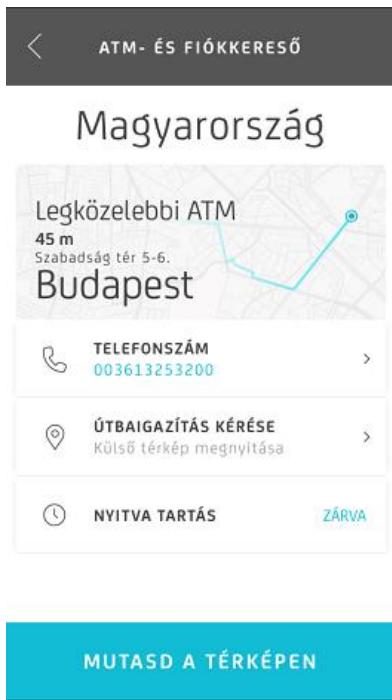 ATM- ÉS FIÓKKERESŐ
Magyarország
Legközelebbi ATM
45 m
Szabadság tér 5-6.
Budapest
TELEFONSZÁM
003613253200
ÚTBAIGAZÍTÁS KÉRÉSE
Külső térkép megnyitása
NYITVA TARTÁS
ZÁRVA
MUTASD A TÉRKÉPEN